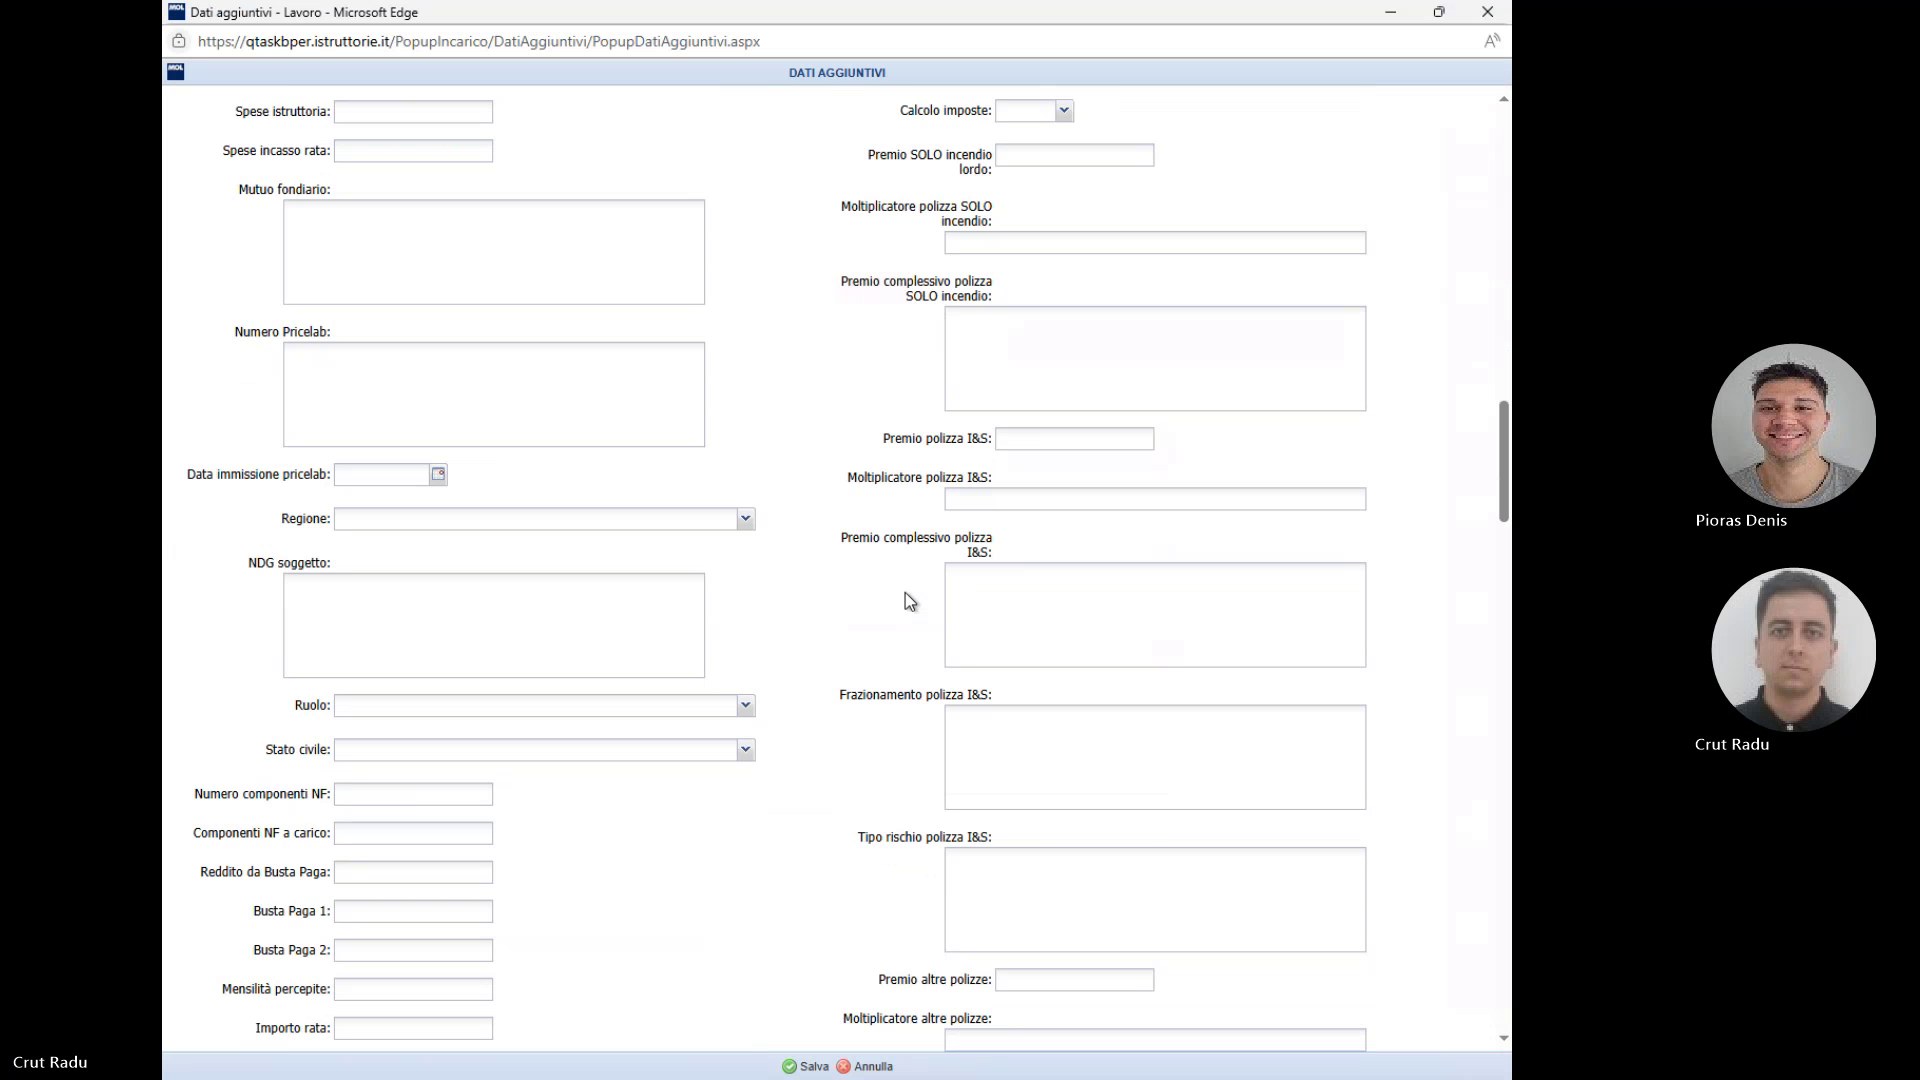 MOL Dati aggiuntivi - Lavoro - Microsoft Edge
https://qtaskbper.istruttorie.it/PopupIncarico/DatiAggiuntivi/PopupDatiAggiuntivi.aspx
MOL DATI AGGIUNTIVI
Spese istruttoria:
Spese incasso rata:
Mutuo fondiario:
Numero Pricelab:
Data immissione pricelab:
Regione:
NDG soggetto:
Ruolo:
Stato civile:
Numero componenti NF:
Componenti NF a carico:
Reddito da Busta Paga:
Busta Paga 1:
Busta Paga 2:
Mensilità percepite:
Importo rata:
Calcolo imposte:
Premio SOLO incendio
lordo:
Moltiplicatore polizza SOLO
incendio:
Premio complessivo polizza
SOLO incendio:
Premio polizza I&S:
Moltiplicatore polizza I&S:
Premio complessivo polizza
I&S:
Frazionamento polizza I&S:
Tipo rischio polizza I&S:
Premio altre polizze:
Moltiplicatore altre polizze:
Salva Annulla
Pioras Denis
Crut Radu
Crut Radu